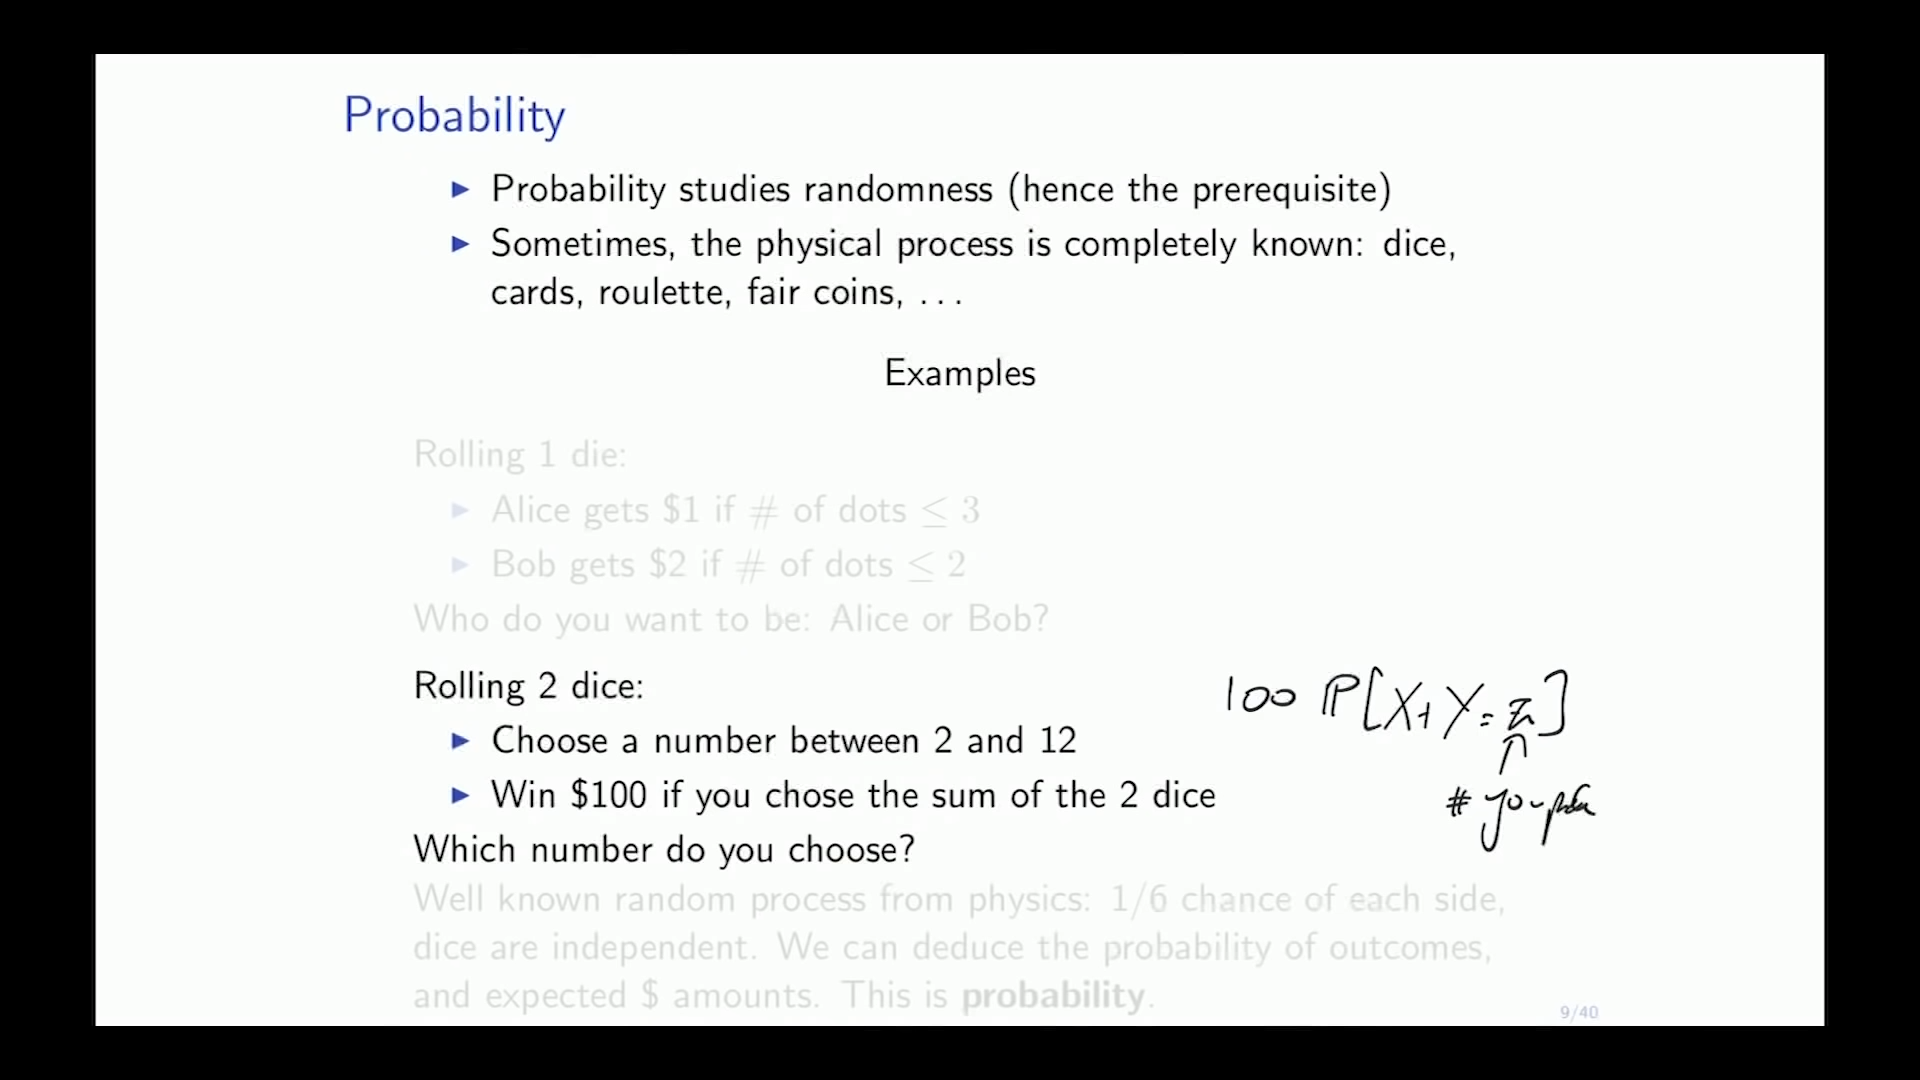 Probability
▶ Probability studies randomness (hence the prerequisite)
▶ Sometimes, the physical process is completely known: dice,
cards, roulette, fair coins, . . .
Examples
Rolling 1 die:
▶ Alice gets $1 if # of dots ≤ 3
▶ Bob gets $2 if # of dots ≤ 2
Who do you want to be: Alice or Bob?
Rolling 2 dice:
100 ℙ[X+Y=
]
▶ Choose a number between 2 and 12
▶ Win $100 if you chose the sum of the 2 dice
#
Which number do you choose?
Well known random process from physics: 1/6 chance of each side,
dice are independent. We can deduce the probability of outcomes,
and expected $ amounts. This is probability.
9/40